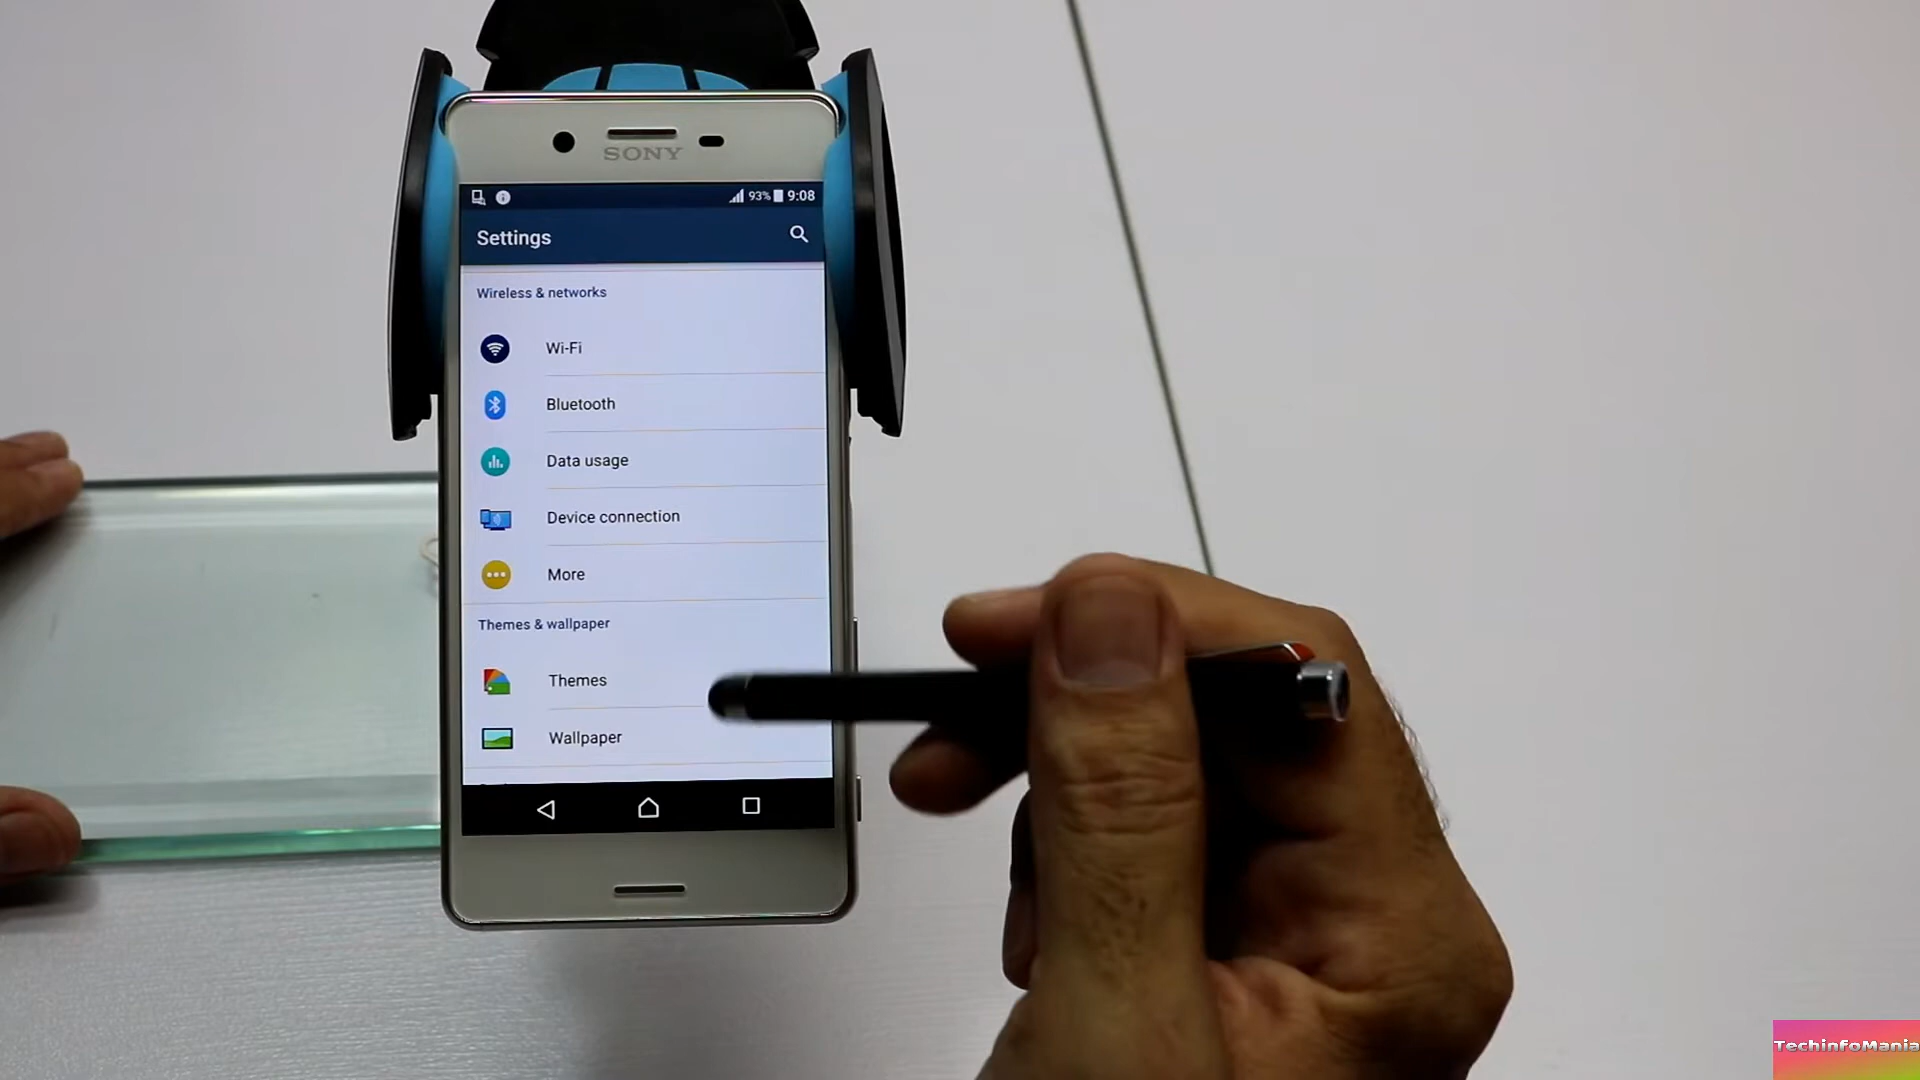 SONY
93% 9:08
Settings
Wireless & networks
Wi-Fi
Bluetooth
Data usage
Device connection
More
Themes & wallpaper
Themes
Wallpaper
TechinfoMania